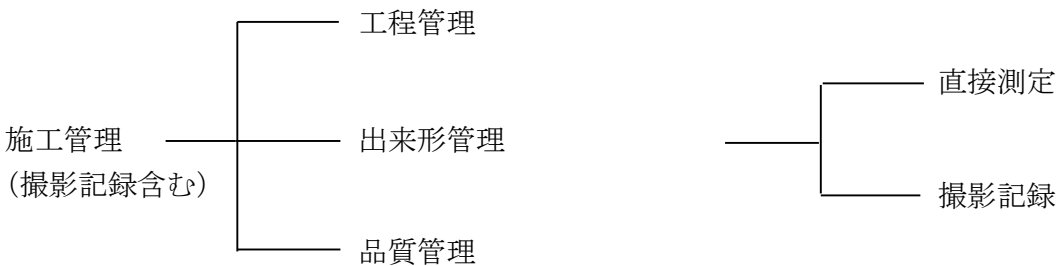 工程管理
直接測定
施工管理
出来形管理
（撮影記録含む）
撮影記録
品質管理